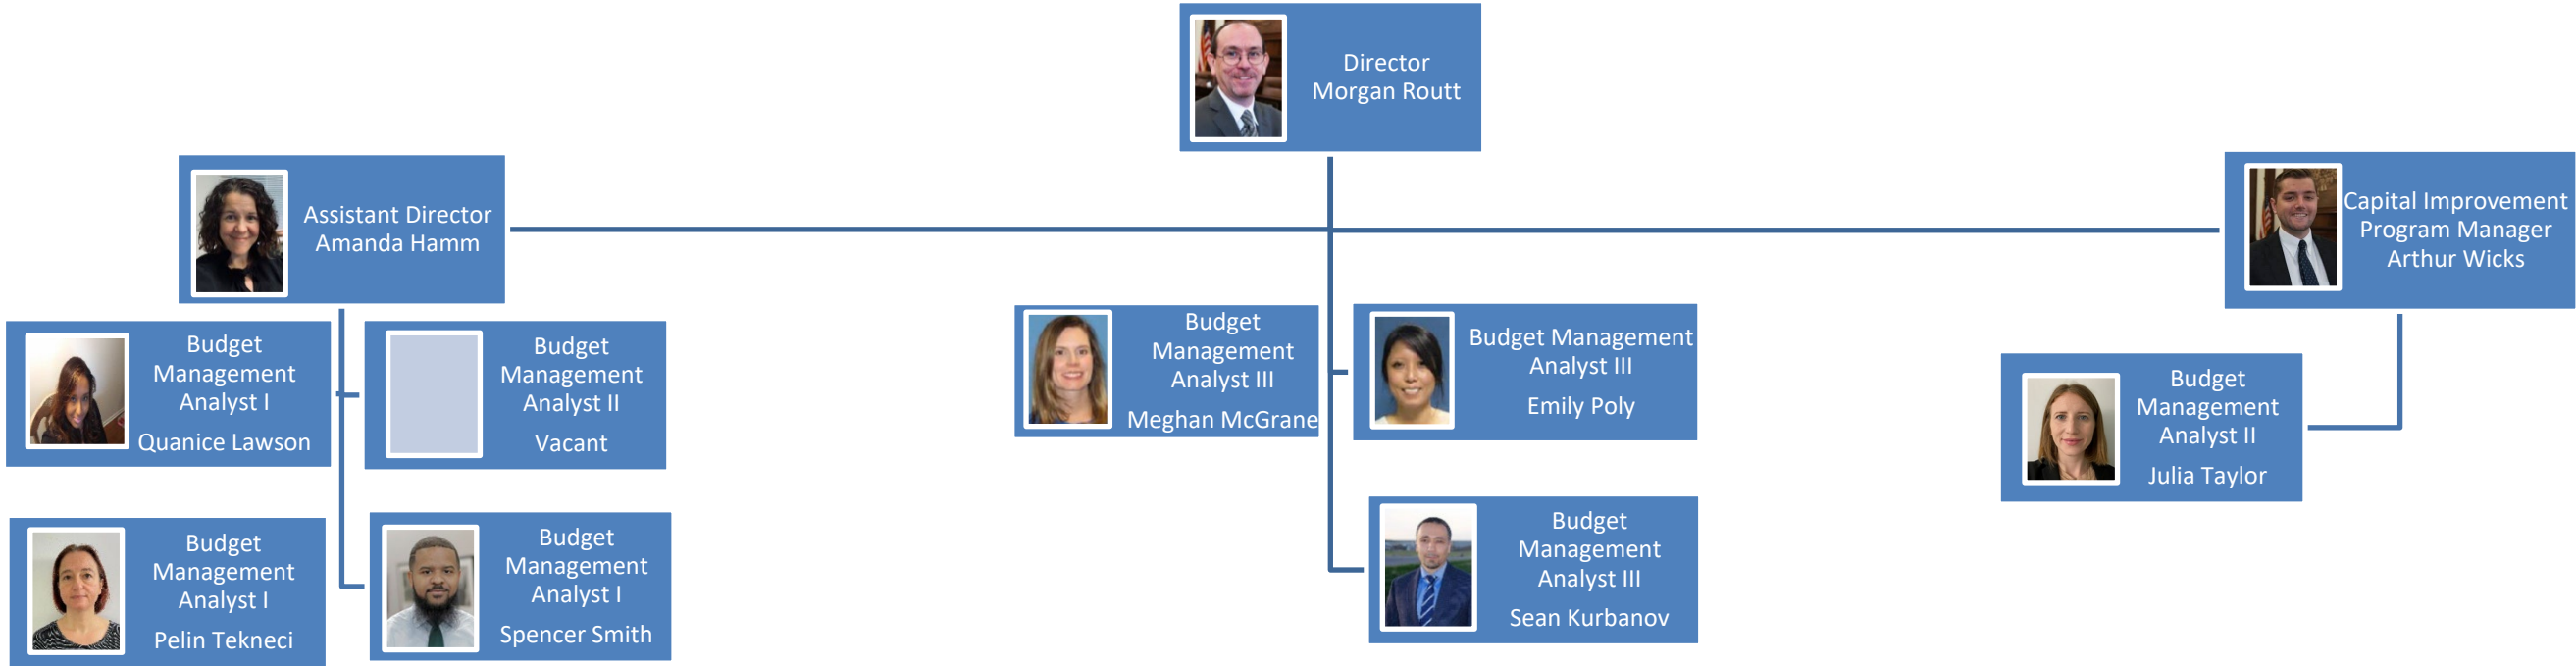 Director
Morgan Routt
Assistant Director
Amanda Hamm
Capital Improvement
Program Manager
Arthur Wicks
Budget
Management
Analyst I
Quanice Lawson
Budget
Management
Analyst II
Vacant
Budget
Management
Analyst III
Meghan McGrane
Budget Management
Analyst III
Emily Poly
Budget
Management
Analyst II
Julia Taylor
Budget
Management
Analyst I
Pelin Tekneci
Budget
Management
Analyst I
Spencer Smith
Budget
Management
Analyst III
Sean Kurbanov